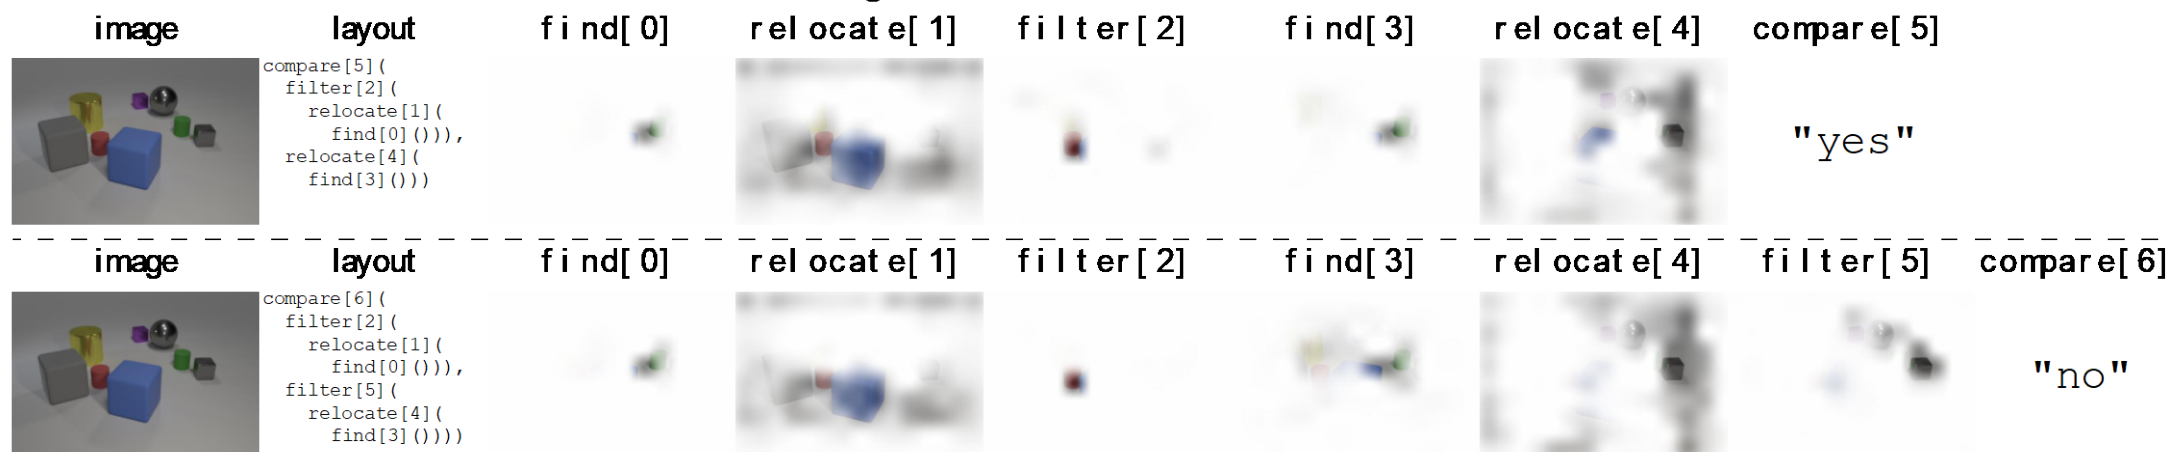 image layout find[0] relocate[1] filter[2] find[3] relocate[4] compare[5]
compare[5](
filter[2](
relocate[1](
find[0]())),
relocate[4](
find[3]()))
"yes"
image layout find[0] relocate[1] filter[2] find[3] relocate[4] filter[5] compare[6]
compare[6](
filter[2](
relocate[1](
find[0]())),
filter[5](
relocate[4](
find[3]())))
"no"